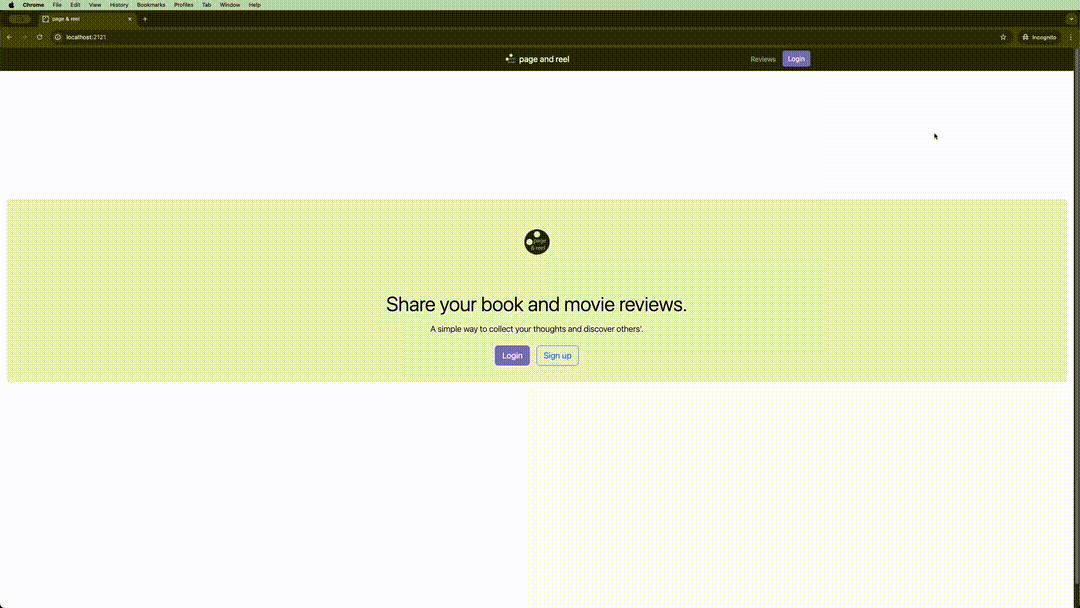 Chrome File Edit View History Bookmarks Profiles Tab Window Help
page & reel
localhost:2121
Incognito
page and reel
Reviews
Login
page
& reel
Share your book and movie reviews.
A simple way to collect your thoughts and discover others'.
Login
Sign up